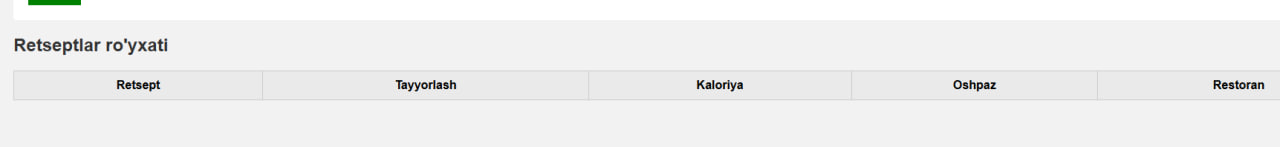 Retseptlar ro'yxati
Retsept Tayyorlash Kaloriya Oshpaz Restoran